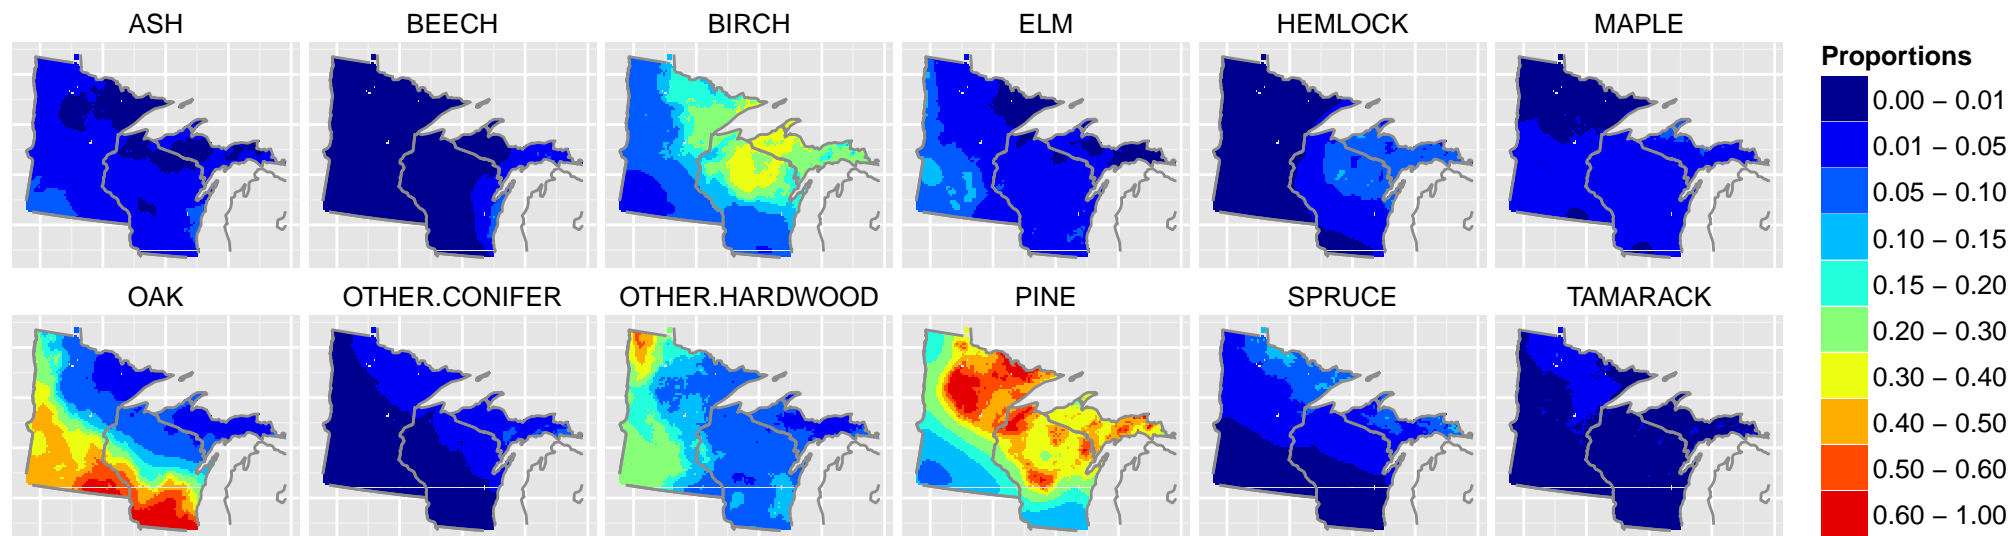 ASH BEECH BIRCH ELM HEMLOCK MAPLE
OAK OTHER.CONIFER OTHER.HARDWOOD PINE SPRUCE TAMARACK
Proportions
0.00 – 0.01
0.01 – 0.05
0.05 – 0.10
0.10 – 0.15
0.15 – 0.20
0.20 – 0.30
0.30 – 0.40
0.40 – 0.50
0.50 – 0.60
0.60 – 1.00